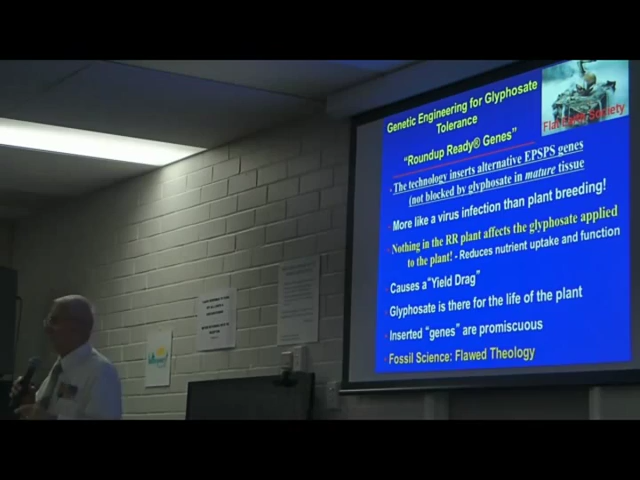 Genetic Engineering for Glyphosate
Tolerance
"Roundup Ready® Genes"
Flat Earth Society
The technology inserts alternative EPSPS genes
(not blocked by glyphosate in mature tissue
More like a virus infection than plant breeding!
Nothing in the RR plant affects the glyphosate applied
to the plant! - Reduces nutrient uptake and function
Causes a "Yield Drag"
Glyphosate is there for the life of the plant
Inserted "genes" are promiscuous
Fossil Science: Flawed Theology